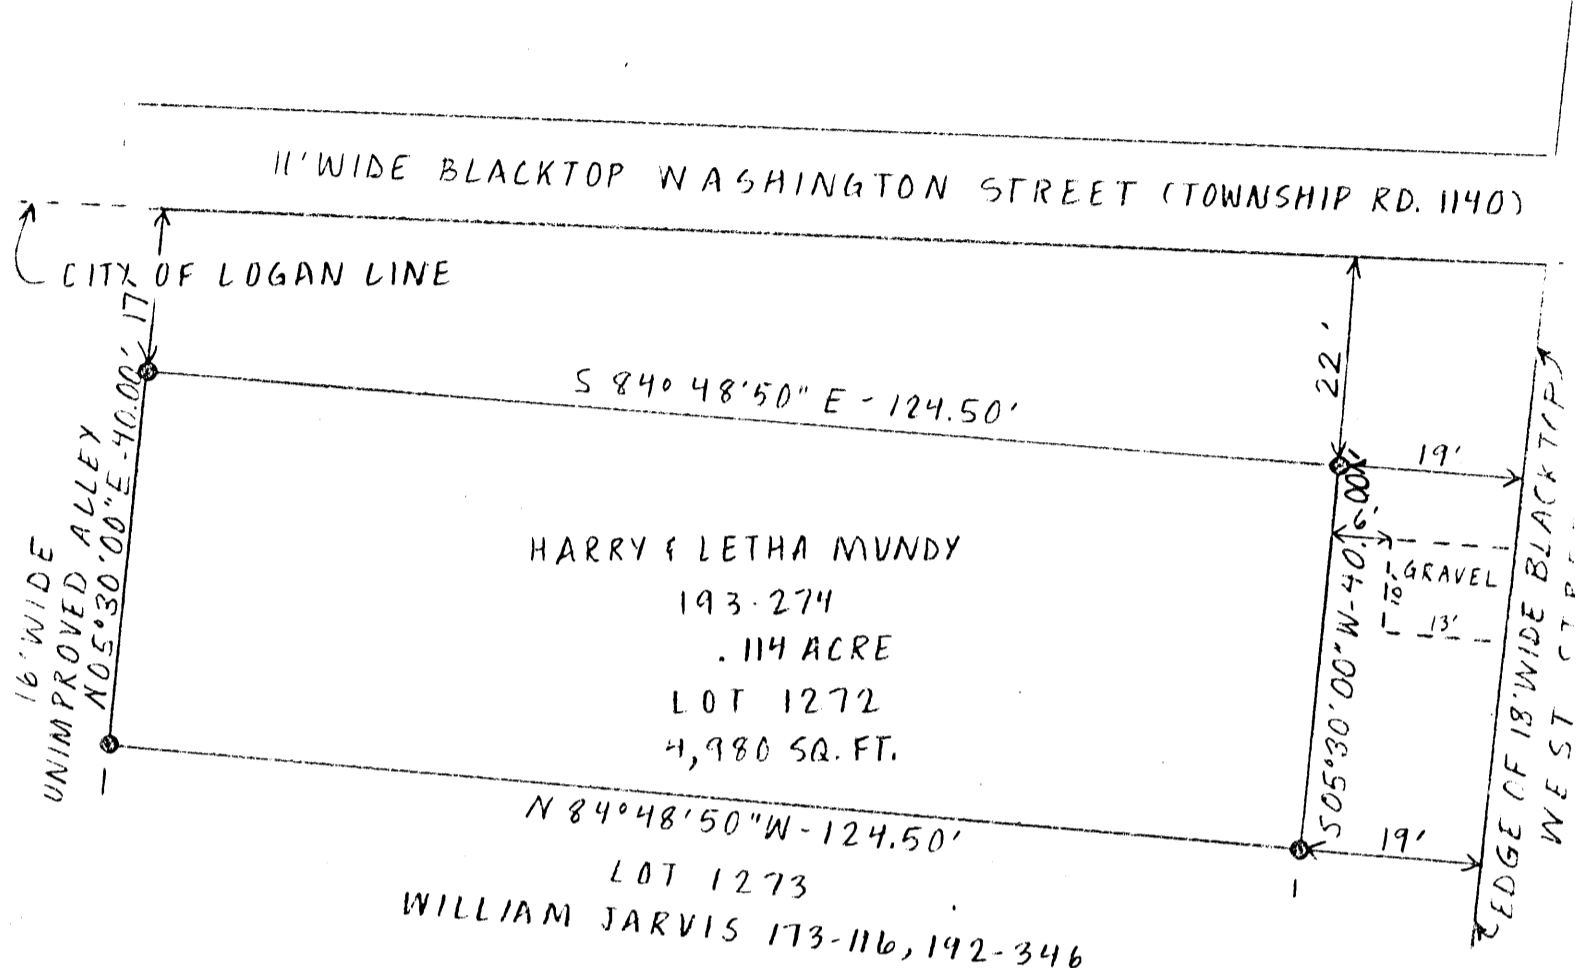 11' WIDE BLACKTOP WASHINGTON STREET (TOWNSHIP RD. 1140)
CITY OF LOGAN LINE
17'
22'
S 84° 48' 50" E - 124.50'
19'
16' WIDE
UNIMPROVED ALLEY
N05°30'00"E-40.00'
HARRY & LETHA MUNDY
193-274
.114 ACRE
LOT 1272
4,980 SQ. FT.
S05°30'00"W-40.00'
6'
GRAVEL
10'
13'
EDGE OF 18' WIDE BLACKTOP
WEST
N 84° 48' 50" W - 124.50'
19'
LOT 1273
WILLIAM JARVIS 173-116, 192-346